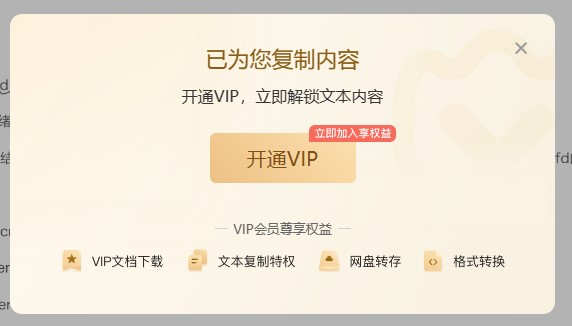 已为您复制内容
开通VIP，立即解锁文本内容
立即加入享权益
开通VIP
VIP会员尊享权益
VIP文档下载 文本复制特权 网盘转存 格式转换